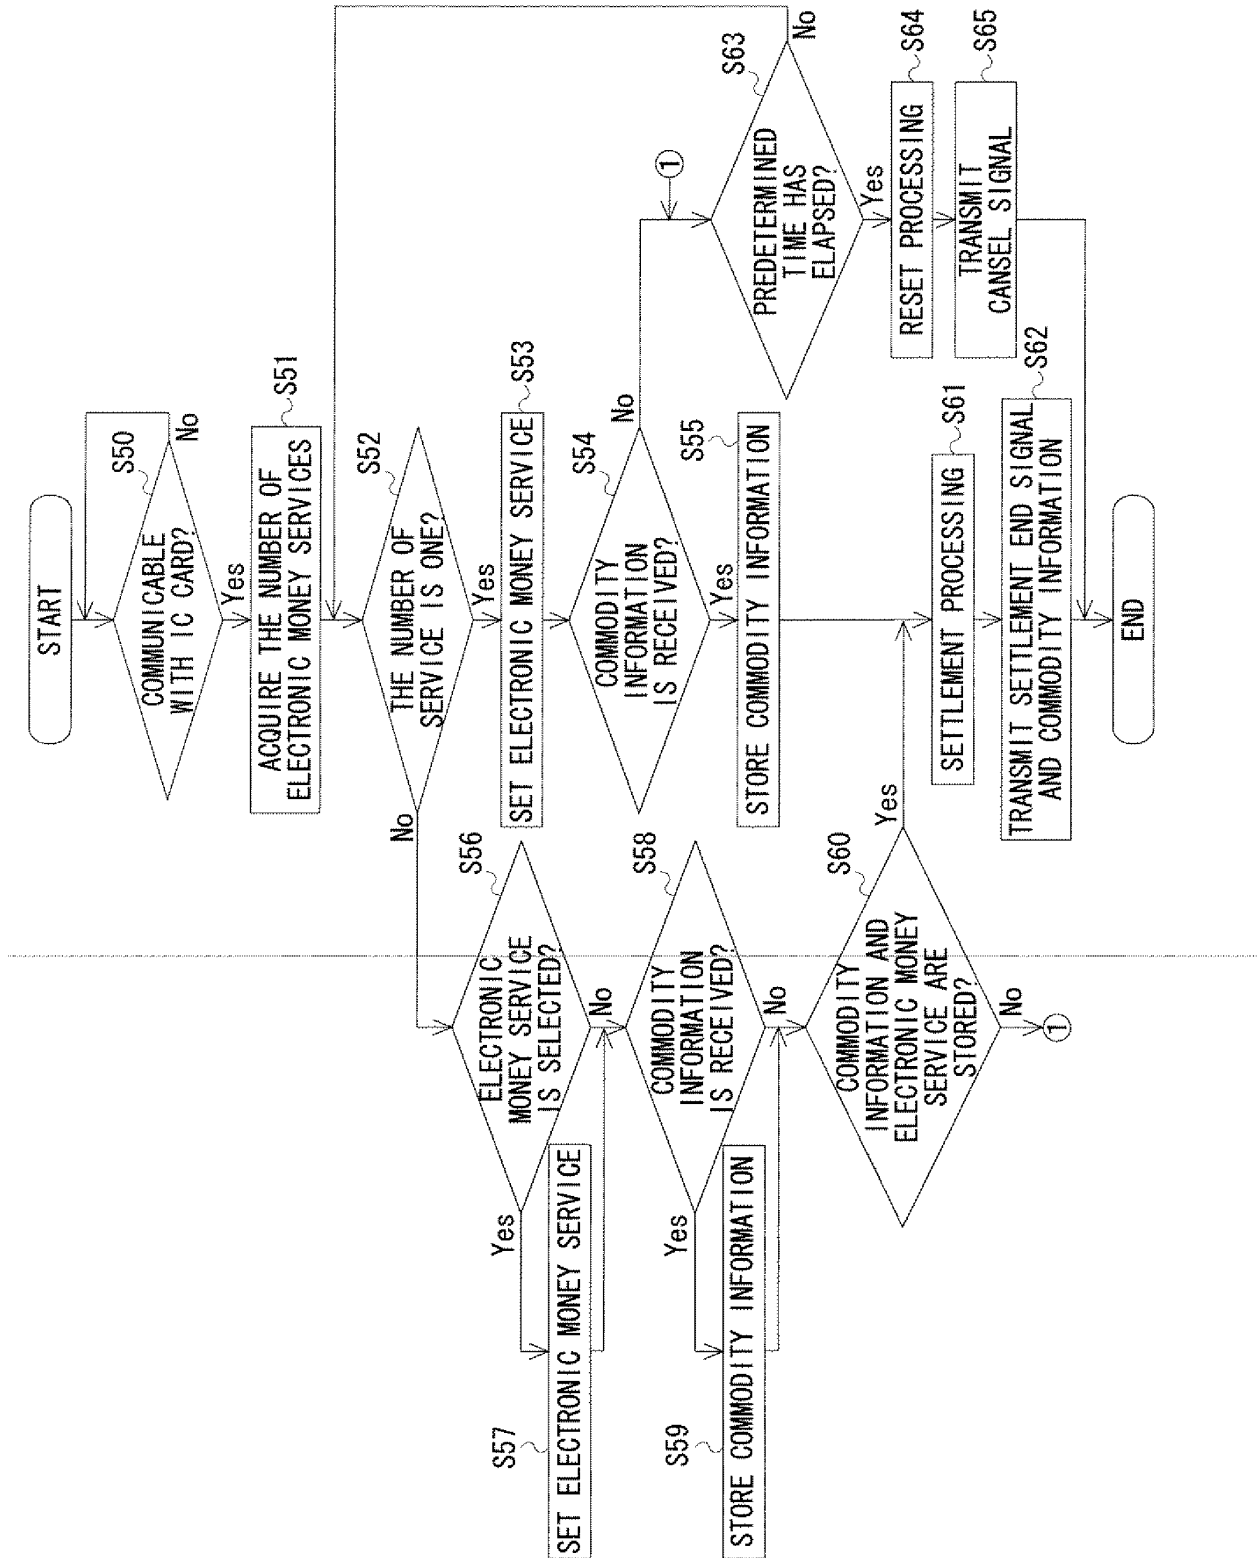 START
S50
COMMUNICABLE
WITH IC CARD?
No
Yes
S51
ACQUIRE THE NUMBER OF
ELECTRONIC MONEY SERVICES
S52
THE NUMBER OF
SERVICE IS ONE?
No
Yes
S53
SET ELECTRONIC MONEY SERVICE
S54
COMMODITY
INFORMATION
IS RECEIVED?
No
Yes
S55
STORE COMMODITY INFORMATION
S56
ELECTRONIC
MONEY SERVICE
IS SELECTED?
Yes
No
S57
SET ELECTRONIC MONEY SERVICE
S58
COMMODITY
INFORMATION
IS RECEIVED?
Yes
No
S59
STORE COMMODITY INFORMATION
S60
COMMODITY
INFORMATION AND
ELECTRONIC MONEY
SERVICE ARE
STORED?
Yes
No
1
S61
SETTLEMENT PROCESSING
S62
TRANSMIT SETTLEMENT END SIGNAL
AND COMMODITY INFORMATION
1
S63
PREDETERMINED
TIME HAS
ELAPSED?
No
Yes
S64
RESET PROCESSING
S65
TRANSMIT
CANSEL SIGNAL
END